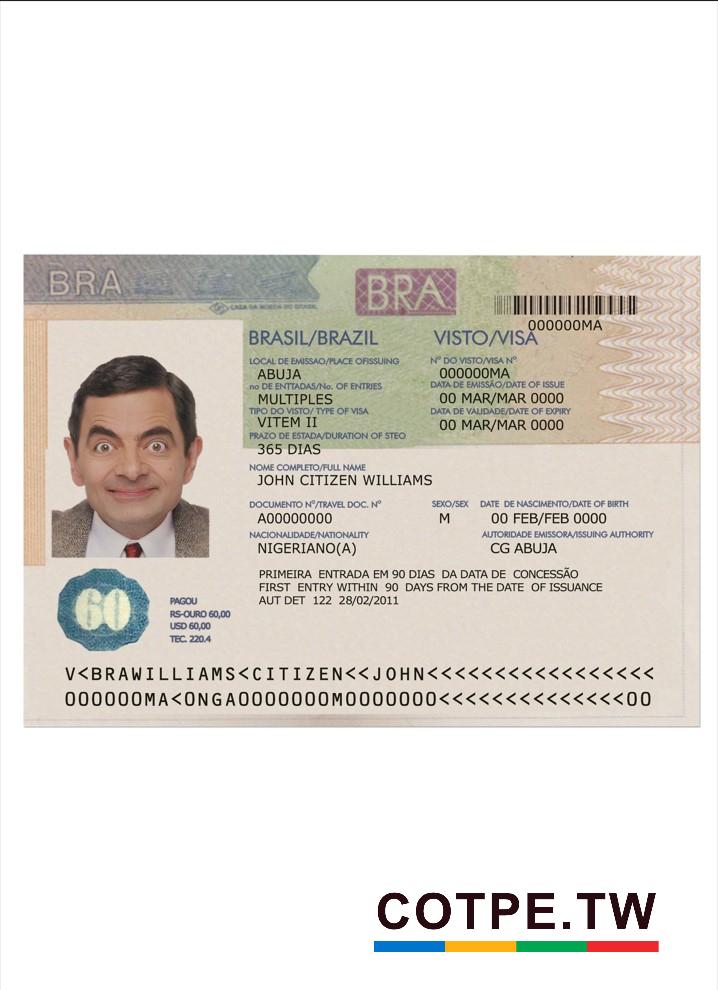 BRA
CASA DA MOEDA DO BRASIL
BRA
000000MA
BRASIL/BRAZIL VISTO/VISA
LOCAL DE EMISSAO/PLACE OFISSUING Nº DO VISTO/VISA Nº
ABUJA 000000MA
no DE ENTTADAS/No. OF ENTRIES DATA DE EMISSÃO/DATE OF ISSUE
MULTIPLES 00 MAR/MAR 0000
TIPO DO VISTO/ TYPE OF VISA DATA DE VALIDADE/DATE OF EXPIRY
VITEM II 00 MAR/MAR 0000
PRAZO DE ESTADA/DURATION OF STEO
365 DIAS
NOME COMPLETO/FULL NAME
JOHN CITIZEN WILLIAMS
DOCUMENTO Nº/TRAVEL DOC. Nº SEXO/SEX DATE DE NASCIMENTO/DATE OF BIRTH
A00000000 M 00 FEB/FEB 0000
NACIONALIDADE/NATIONALITY AUTORIDADE EMISSORA/ISSUING AUTHORITY
NIGERIANO(A) CG ABUJA
PRIMEIRA ENTRADA EM 90 DIAS DA DATA DE CONCESSÃO
FIRST ENTRY WITHIN 90 DAYS FROM THE DATE OF ISSUANCE
AUT DET 122 28/02/2011
60
PAGOU
RS-OURO 60,00
USD 60,00
TEC. 220.4
V<BRAWILLIAMS<CITIZEN<<JOHN<<<<<<<<<<<<<<<<<
000000MA<0NGA0000000M0000000<<<<<<<<<<<<<<00
COTPE.TW